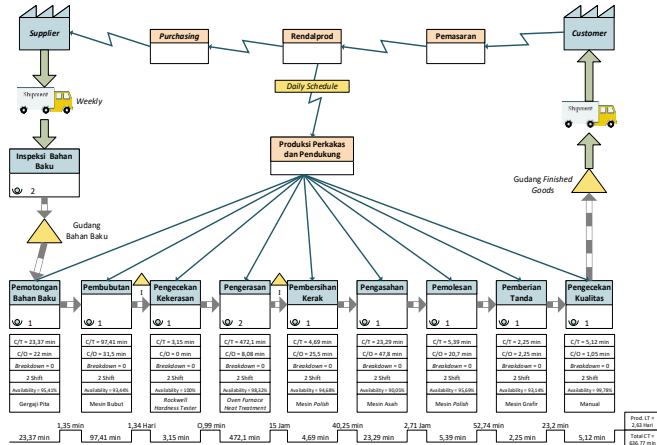 Supplier
Purchasing
Rendalprod
Pemasaran
Customer
Daily Schedule
Shipment
Weekly
Shipment
Produksi Perkakas
dan Pendukung
Inspeksi Bahan
Baku
2
Gudang
Bahan Baku
Gudang Finished
Goods
Pemotongan
Bahan Baku
Pembubutan
I
Pengecekan
Kekerasan
Pengerasan
I
Pembersihan
Kerak
Pengasahan
Pemolesan
Pemberian
Tanda
Pengecekan
Kualitas
1 1 1 2 1 1 1 1 1
C/T = 23,37 min C/T = 97,41 min C/T = 3,15 min C/T = 472,1 min C/T = 4,69 min C/T = 23,29 min C/T = 5,39 min C/T = 2,25 min C/T = 5,12 min
C/O = 22 min C/O = 31,5 min C/O = 0 min C/O = 8,08 min C/O = 25,5 min C/O = 47,8 min C/O = 20,7 min C/O = 2,25 min C/O = 1,05 min
Breakdown = 0 Breakdown = 0 Breakdown = 0 Breakdown = 0 Breakdown = 0 Breakdown = 0 Breakdown = 0 Breakdown = 0 Breakdown = 0
2 Shift 2 Shift 2 Shift 2 Shift 2 Shift 2 Shift 2 Shift 2 Shift 2 Shift
Availability = 95,41% Availability = 93,44% Availability = 100% Availability = 98,32% Availability = 94,68% Availability = 90,05% Availability = 95,69% Availability = 93,14% Availability = 99,78%
Gergaji Pita Mesin Bubut Rockwell Hardness Tester Oven Furnace Heat Treatment Mesin Polish Mesin Asah Mesin Polish Mesin Grafir Manual
1,35 min 1,34 Hari 0,99 min 15 Jam 40,25 min 2,71 Jam 52,74 min 23,2 min
23,37 min 97,41 min 3,15 min 472,1 min 4,69 min 23,29 min 5,39 min 2,25 min 5,12 min
Prod. LT =
2,63 Hari
Total CT =
636,77 min